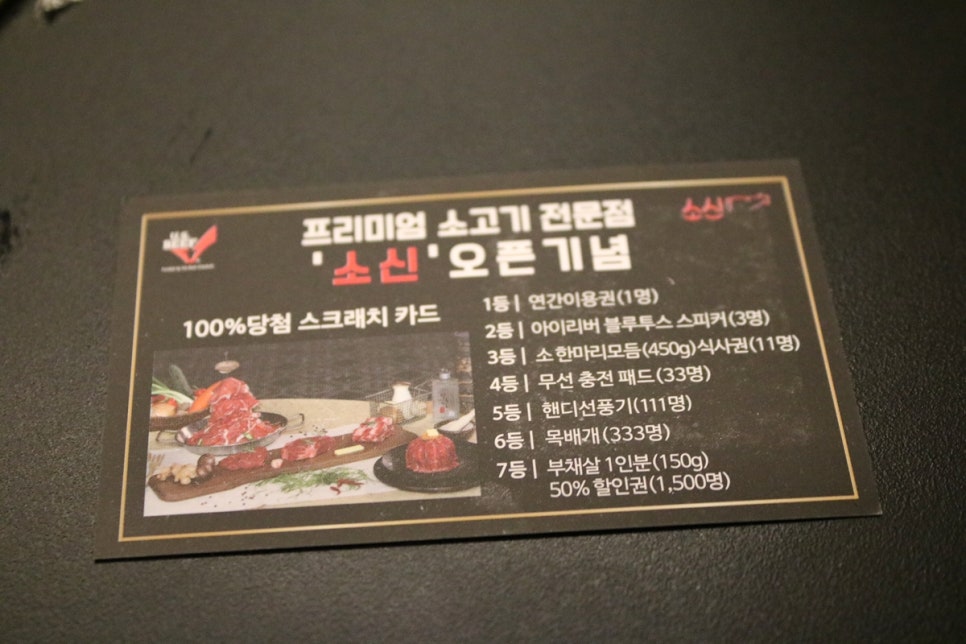 U.S.
BEEF
프리미엄 소고기 전문점
'소신'오픈기념
소신
100%당첨 스크래치 카드
1등 | 연간이용권(1명)
2등 | 아이리버 블루투스 스피커(3명)
3등 | 소 한마리모듬(450g)식사권(11명)
4등 | 무선 충전 패드(33명)
5등 | 핸디선풍기(111명)
6등 | 목배개(333명)
7등 | 부채살 1인분(150g)
50% 할인권(1,500명)